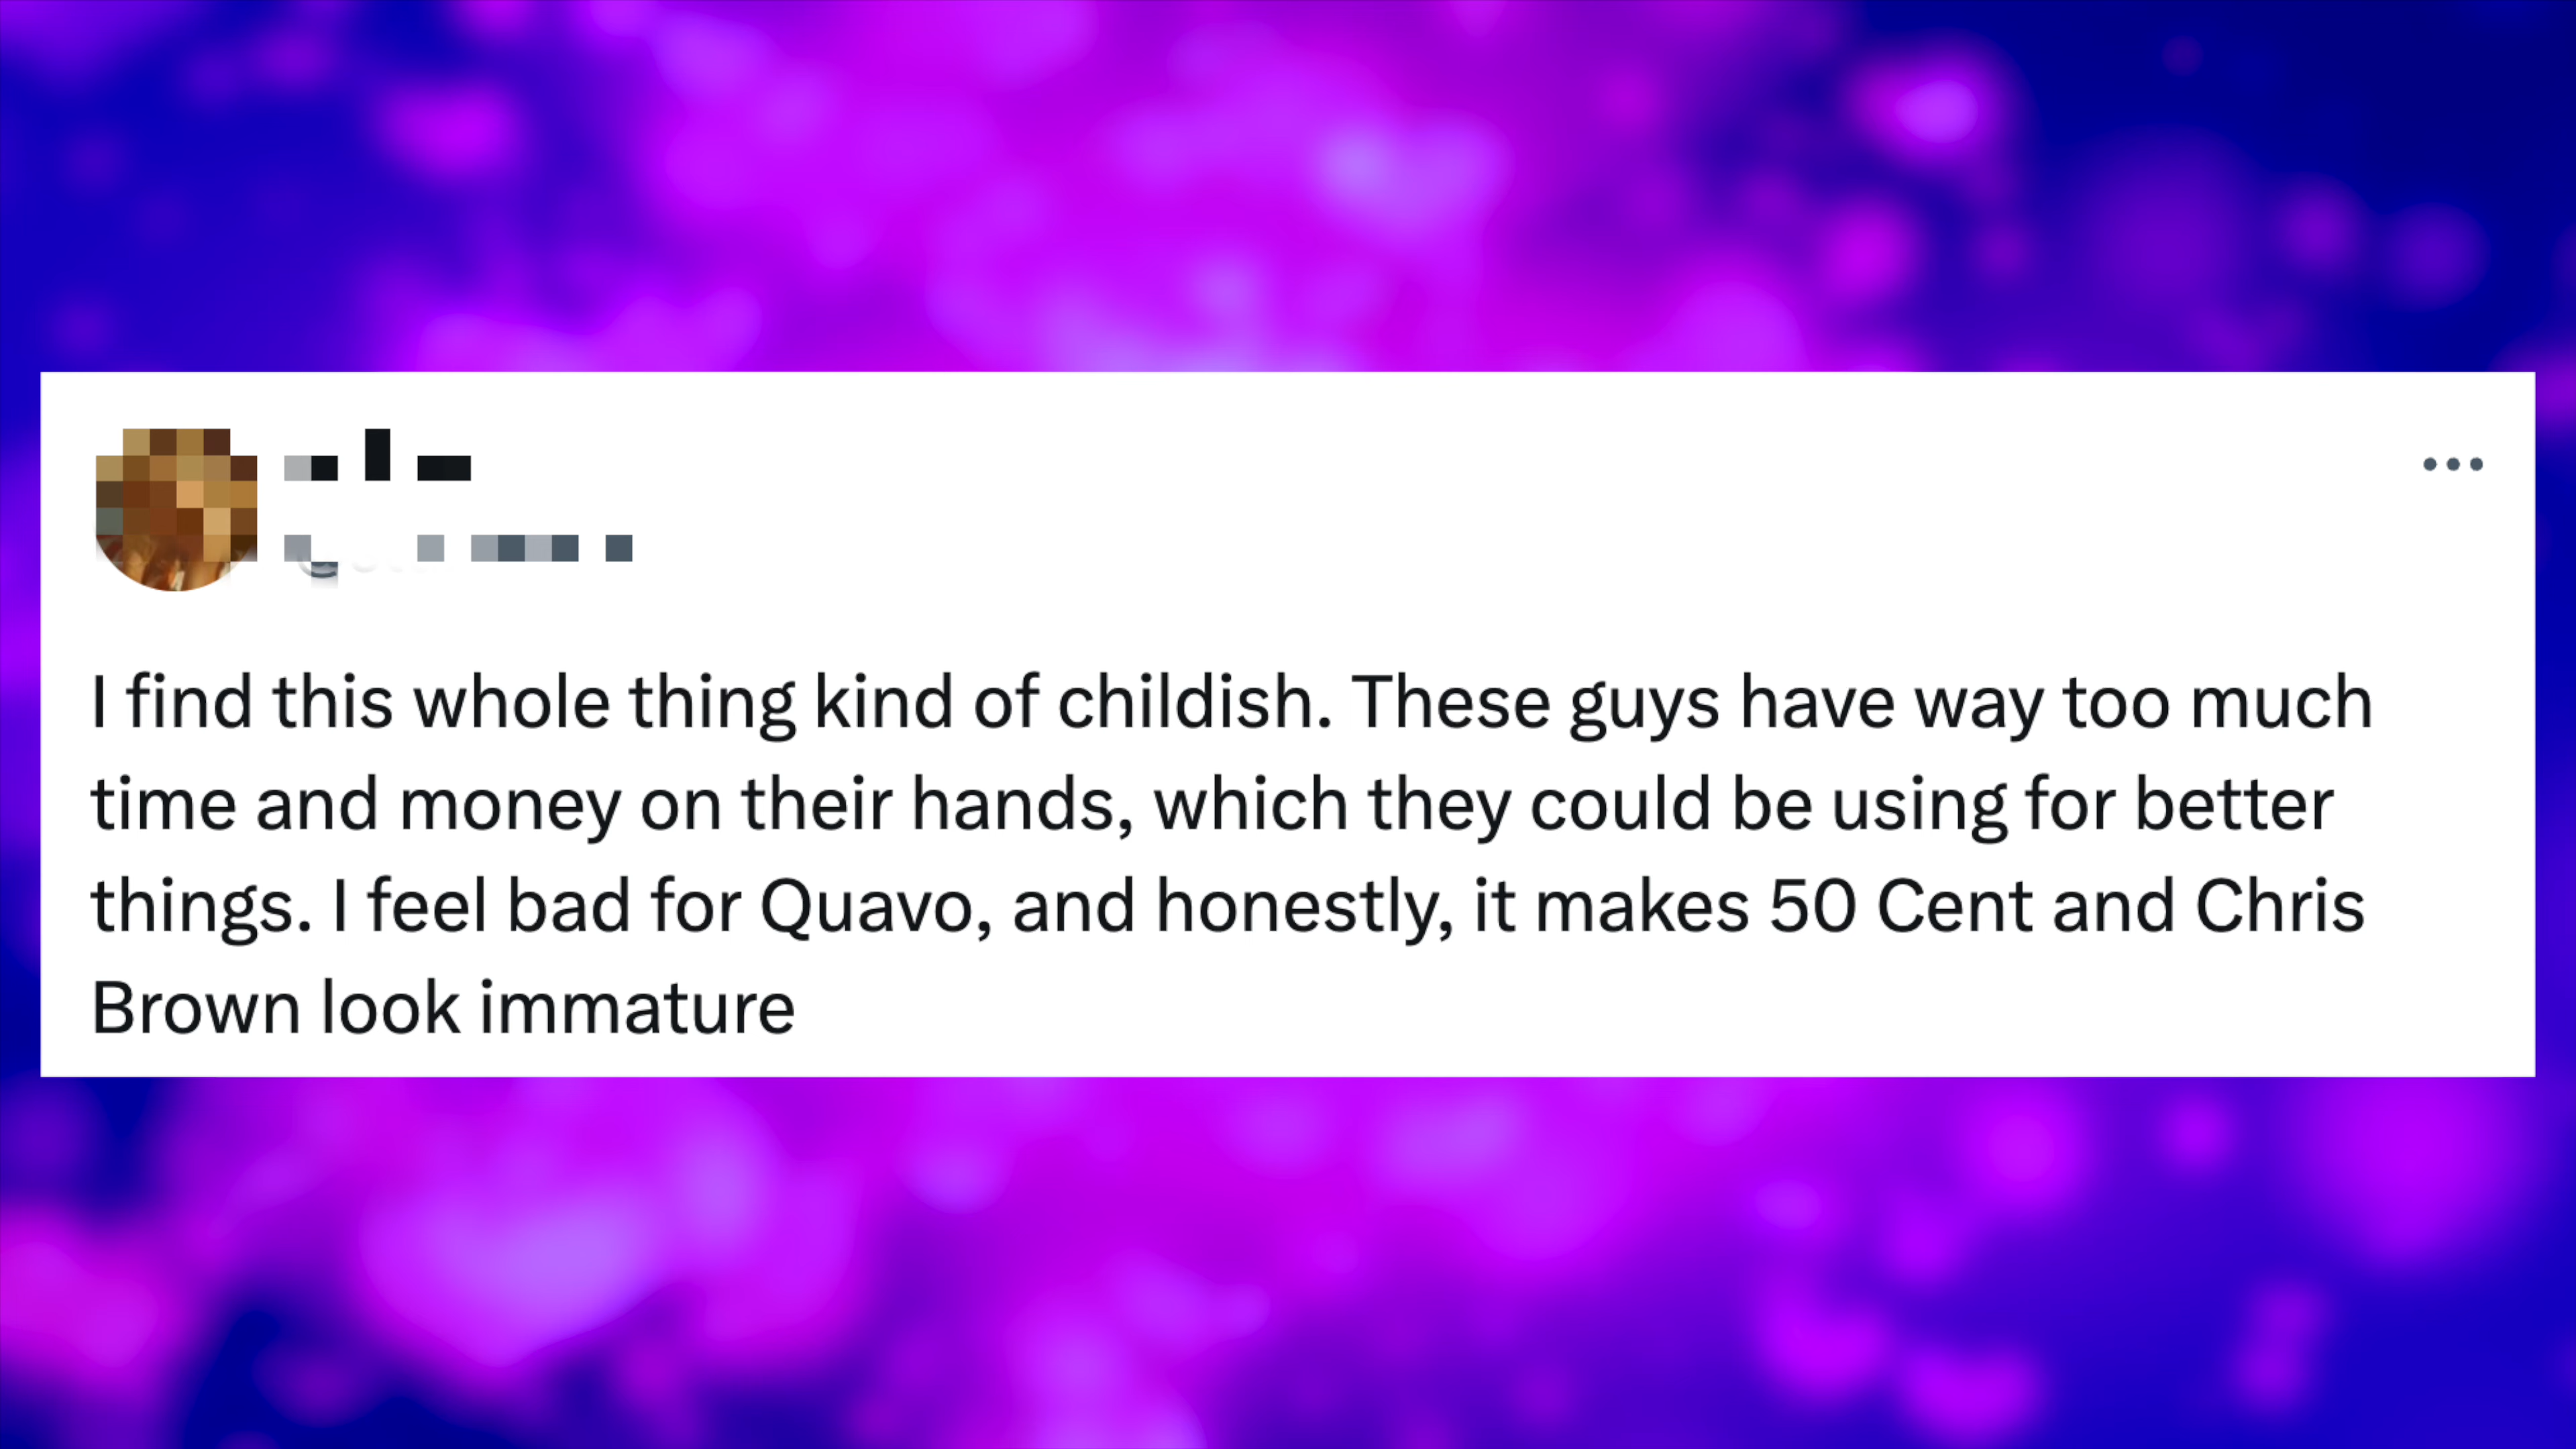 I find this whole thing kind of childish. These guys have way too much
time and money on their hands, which they could be using for better
things. I feel bad for Quavo, and honestly, it makes 50 Cent and Chris
Brown look immature